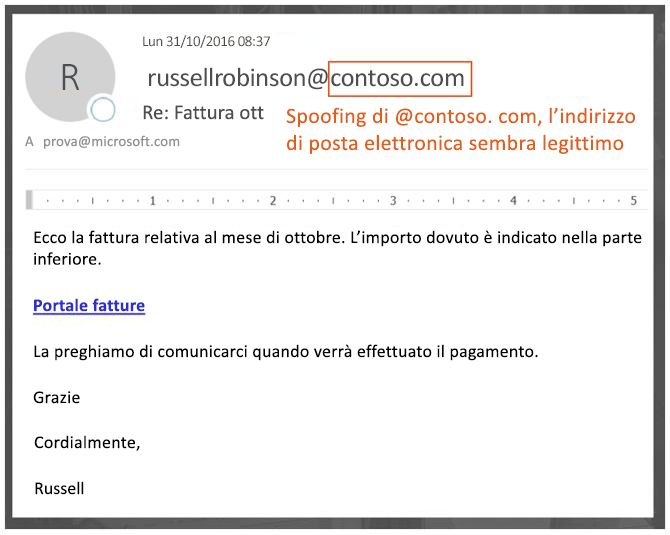 R
Lun 31/10/2016 08:37
russellrobinson@contoso.com
Re: Fattura ott
Spoofing di @contoso. com, l'indirizzo
di posta elettronica sembra legittimo
A prova@microsoft.com
1 2 3 4 5
Ecco la fattura relativa al mese di ottobre. L'importo dovuto è indicato nella parte
inferiore.
Portale fatture
La preghiamo di comunicarci quando verrà effettuato il pagamento.
Grazie
Cordialmente,
Russell